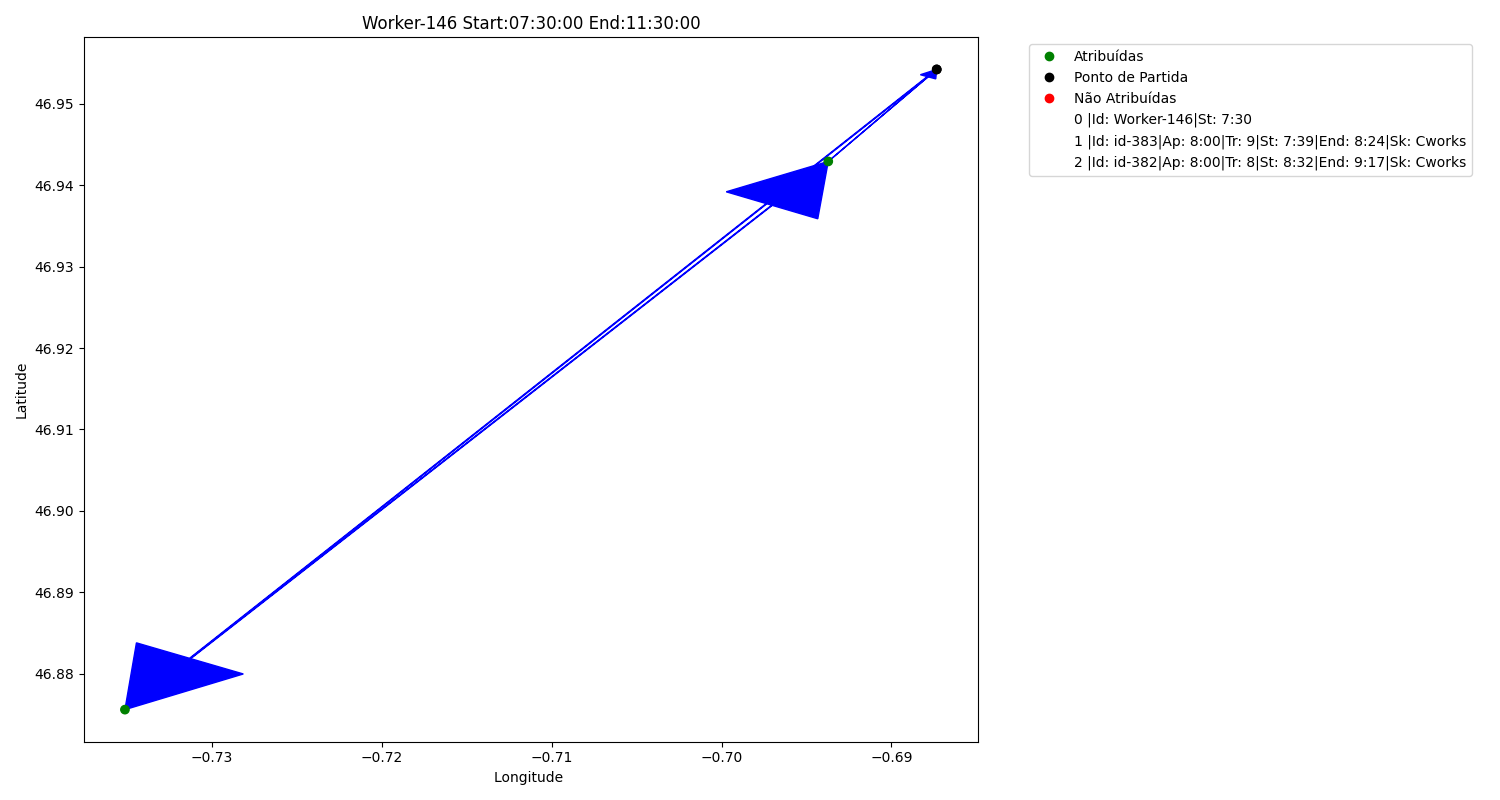 Worker-146 Start:07:30:00 End:11:30:00
Atribuídas
Ponto de Partida
Não Atribuídas
0 |Id: Worker-146|St: 7:30
1 |Id: id-383|Ap: 8:00|Tr: 9|St: 7:39|End: 8:24|Sk: Cworks
2 |Id: id-382|Ap: 8:00|Tr: 8|St: 8:32|End: 9:17|Sk: Cworks
Latitude
46.95
46.94
46.93
46.92
46.91
46.90
46.89
46.88
−0.73
−0.72
−0.71
−0.70
−0.69
Longitude